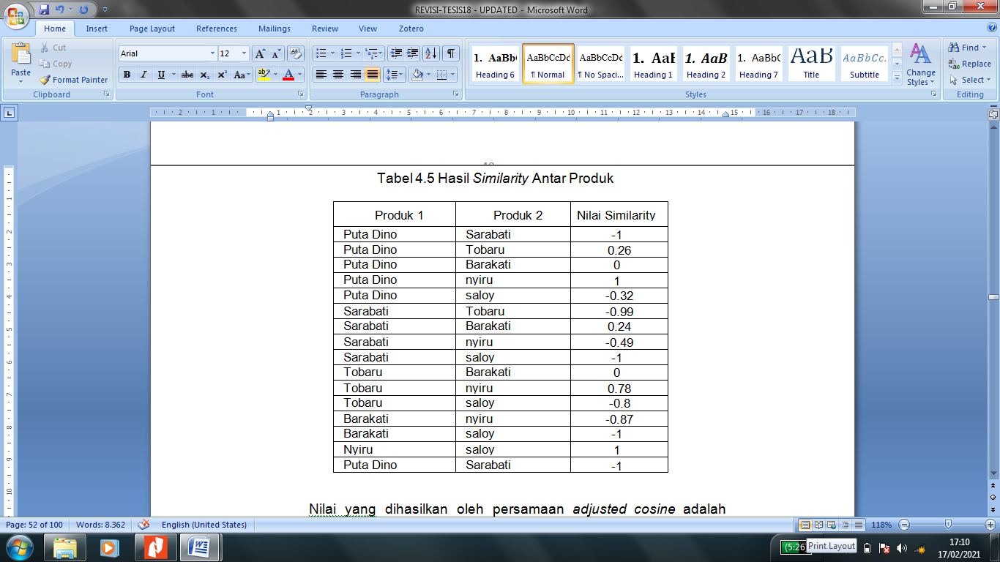 REVISI-TESIS18 - UPDATED - Microsoft Word
Home Insert Page Layout References Mailings Review View Zotero
Paste
Cut
Copy
Format Painter
Clipboard
Arial 12
B I U abc x₂ x² Aa
Font
Paragraph
1. AaBb( AaBbCcDd AaBbCcDd 1. AaI 1. AaB 1. AaBb( AaB AaBbCc.
Heading 6 ¶ Normal ¶ No Spaci... Heading 1 Heading 2 Heading 7 Title Subtitle
Change Styles
Styles
Find
Replace
Select
Editing
2 1 1 2 3 4 5 6 7 8 9 10 11 12 13 14 15 16 17 18
Tabel 4.5 Hasil Similarity Antar Produk
Produk 1 Produk 2 Nilai Similarity
Puta Dino Sarabati -1
Puta Dino Tobaru 0.26
Puta Dino Barakati 0
Puta Dino nyiru 1
Puta Dino saloy -0.32
Sarabati Tobaru -0.99
Sarabati Barakati 0.24
Sarabati nyiru -0.49
Sarabati saloy -1
Tobaru Barakati 0
Tobaru nyiru 0.78
Tobaru saloy -0.8
Barakati nyiru -0.87
Barakati saloy -1
Nyiru saloy 1
Puta Dino Sarabati -1
Nilai yang dihasilkan oleh persamaan adjusted cosine adalah
Page: 52 of 100 Words: 8.362 English (United States) 118%
(5:26) Print Layout
17:10
17/02/2021